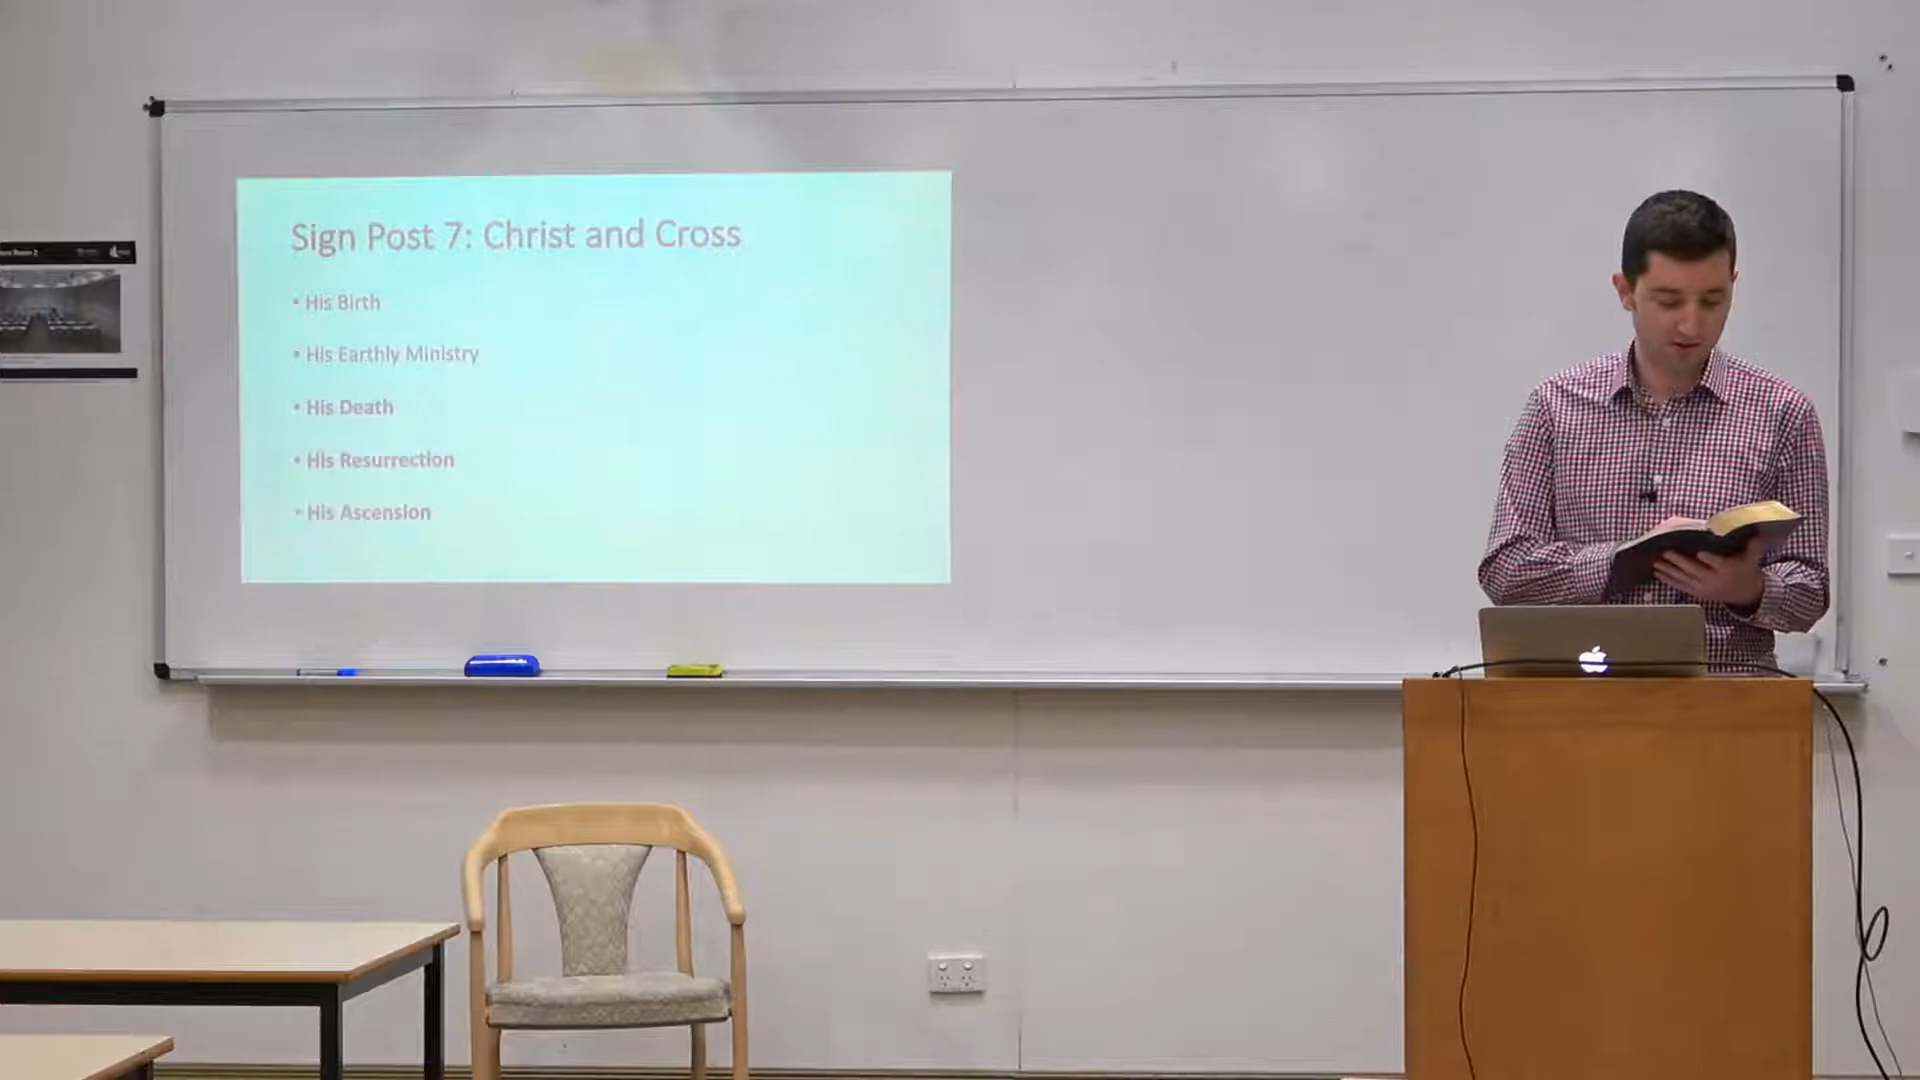 Sign Post 7: Christ and Cross
• His Birth
• His Earthly Ministry
• His Death
• His Resurrection
• His Ascension